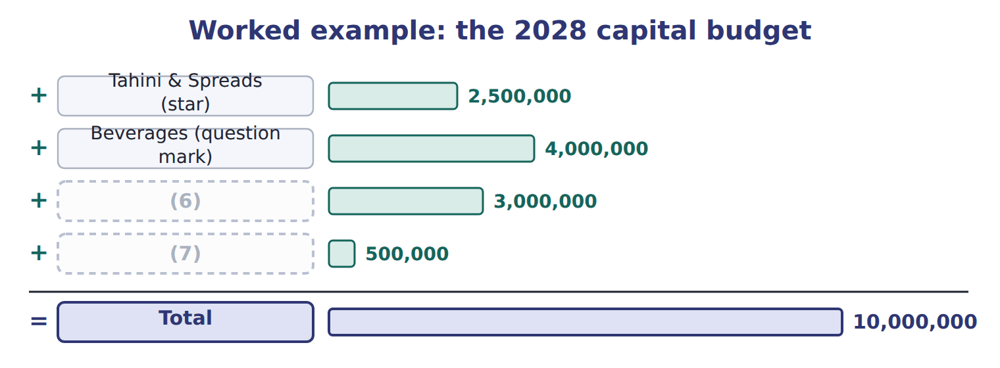 Worked example: the 2028 capital budget
+ Tahini & Spreads
(star)
2,500,000
+ Beverages (question
mark)
4,000,000
+ (6) 3,000,000
+ (7) 500,000
= Total 10,000,000